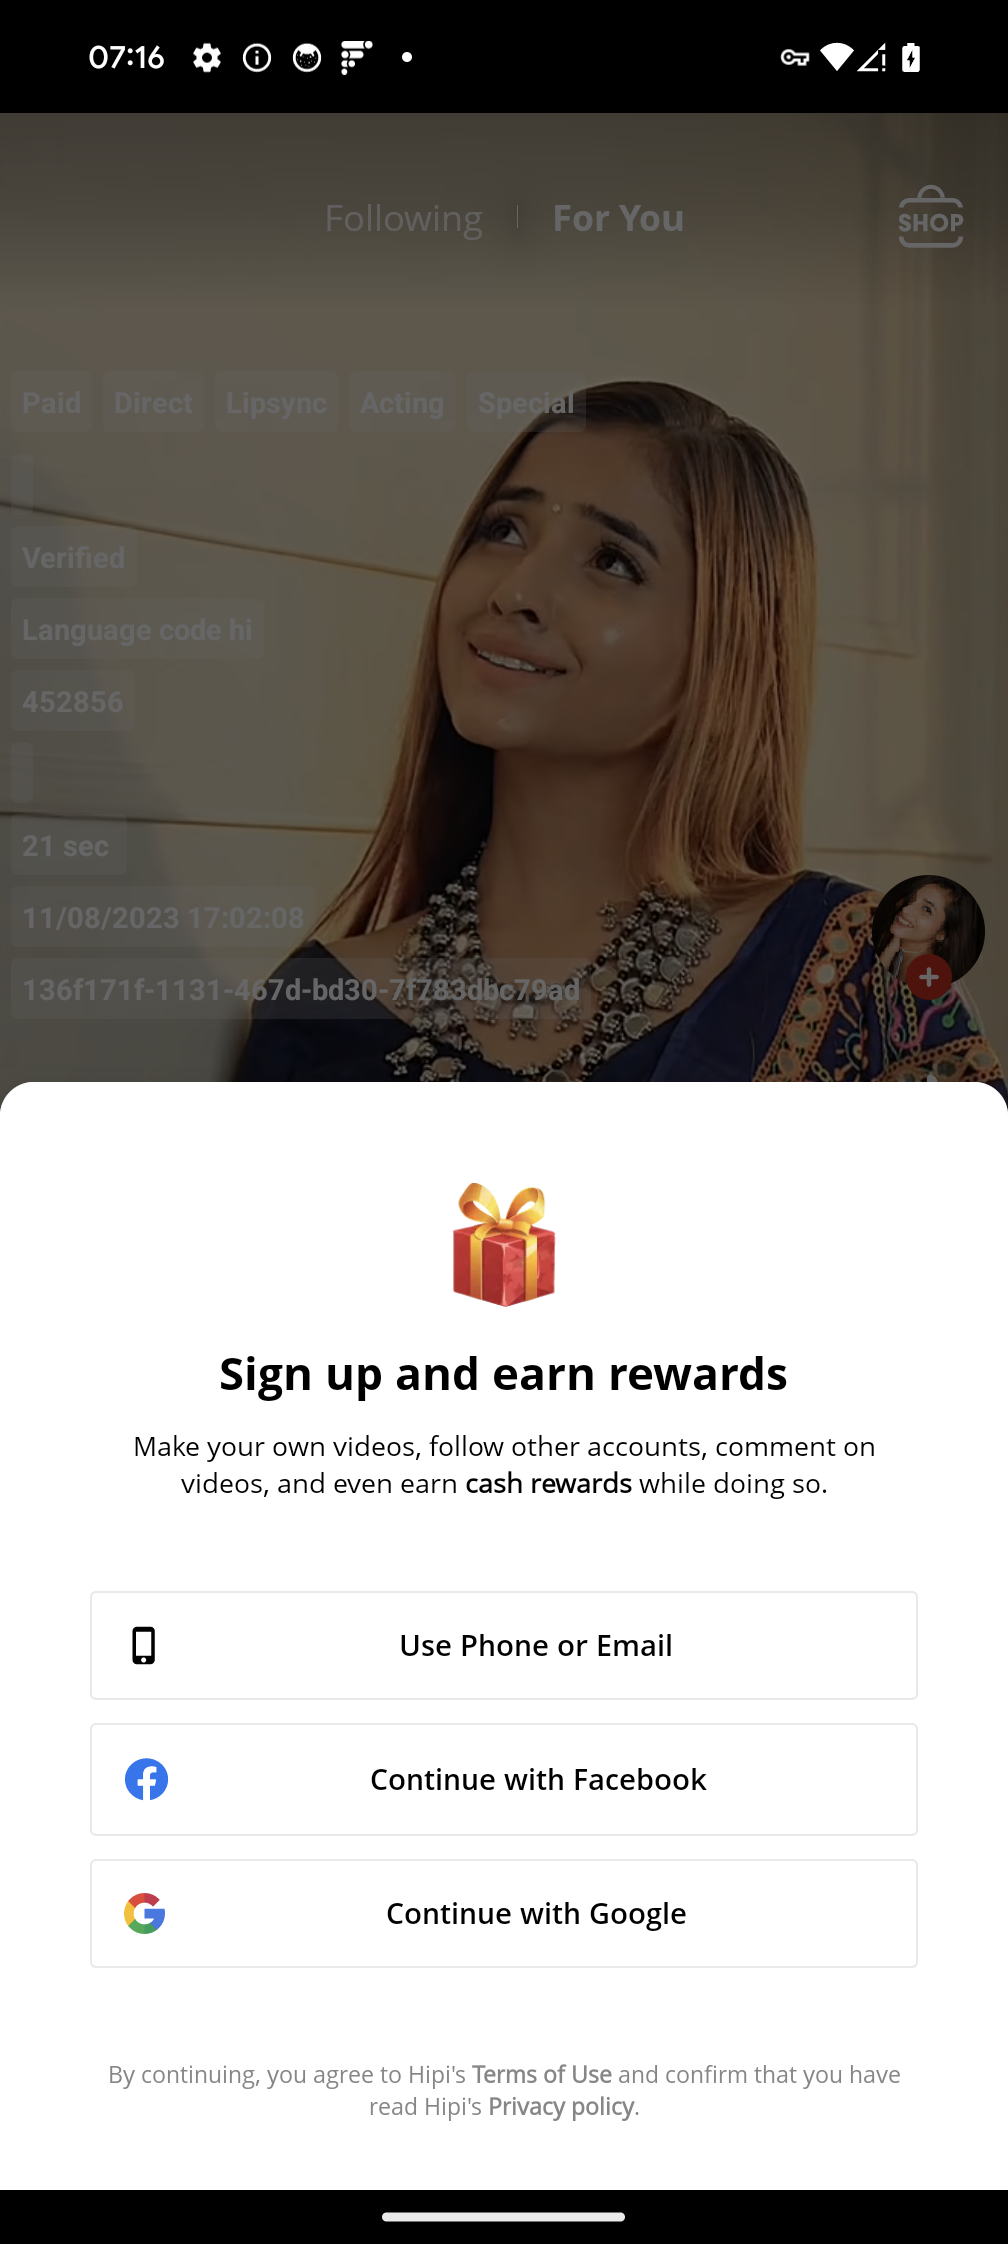 07:16
Following
For You
SHOP
Paid
Direct
Lipsync
Acting
Special
Verified
Language code hi
452856
21 sec
11/08/2023 17:02:08
136f171f-1131-467d-bd30-7f783dbc79ad
Sign up and earn rewards
Make your own videos, follow other accounts, comment on
videos, and even earn cash rewards while doing so.
Use Phone or Email
Continue with Facebook
Continue with Google
By continuing, you agree to Hipi's Terms of Use and confirm that you have
read Hipi's Privacy policy.